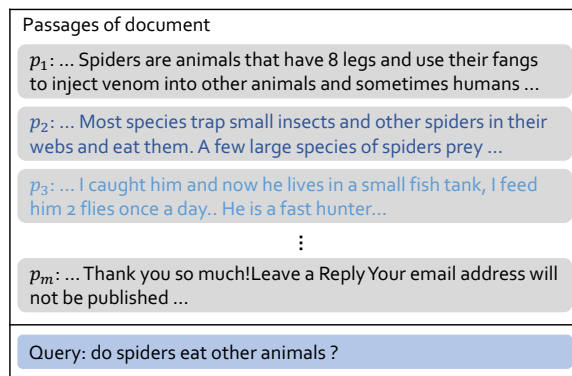 Passages of document
p₁: ... Spiders are animals that have 8 legs and use their fangs
to inject venom into other animals and sometimes humans ...
p₂: ... Most species trap small insects and other spiders in their
webs and eat them. A few large species of spiders prey ...
p₃: ... I caught him and now he lives in a small fish tank, I feed
him 2 flies once a day.. He is a fast hunter...
⋮
pₘ: ... Thank you so much!Leave a Reply Your email address will
not be published ...
Query: do spiders eat other animals ?